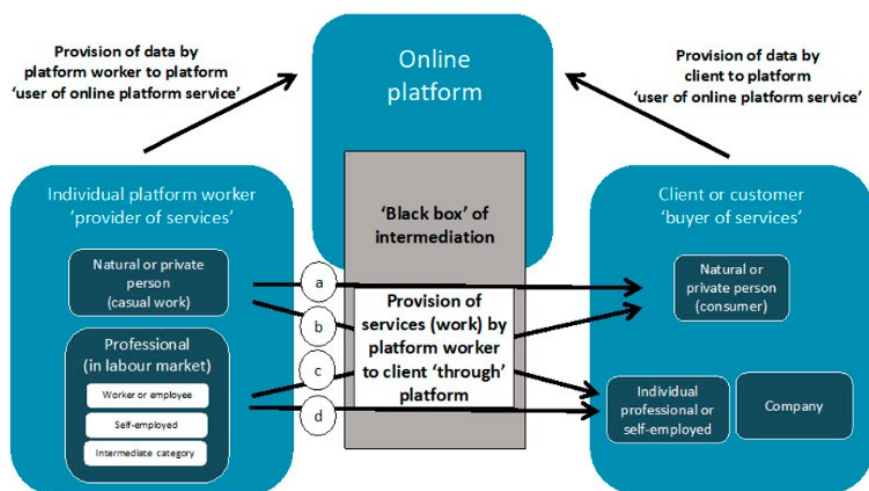 Provision of data by
platform worker to platform
‘user of online platform service’
Online
platform
Provision of data by
client to platform
‘user of online platform service’
Individual platform worker
‘provider of services’
Natural or private
person
(casual work)
Professional
(in labour market)
Worker or employee
Self-employed
Intermediate category
‘Black box’ of
intermediation
a
b
c
d
Provision of
services (work) by
platform worker
to client ‘through’
platform
Client or customer
‘buyer of services’
Natural or
private person
(consumer)
Individual
professional or
self-employed
Company